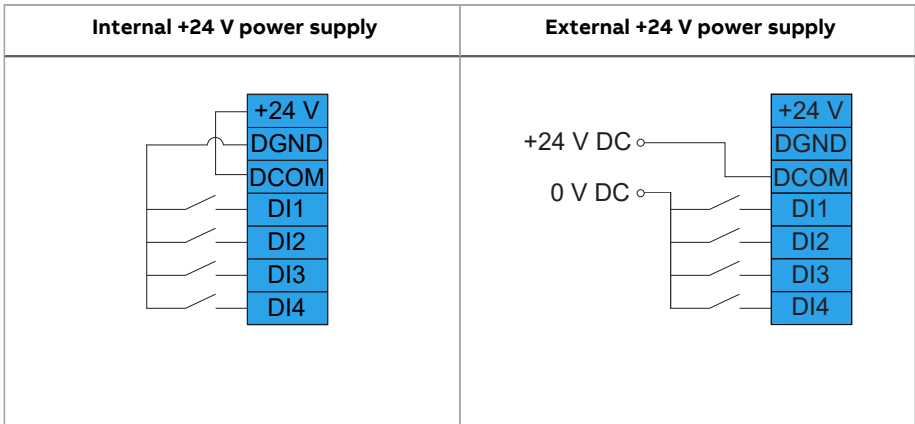 Internal +24 V power supply
External +24 V power supply
+24 V
DGND
DCOM
DI1
DI2
DI3
DI4
+24 V DC
0 V DC
+24 V
DGND
DCOM
DI1
DI2
DI3
DI4